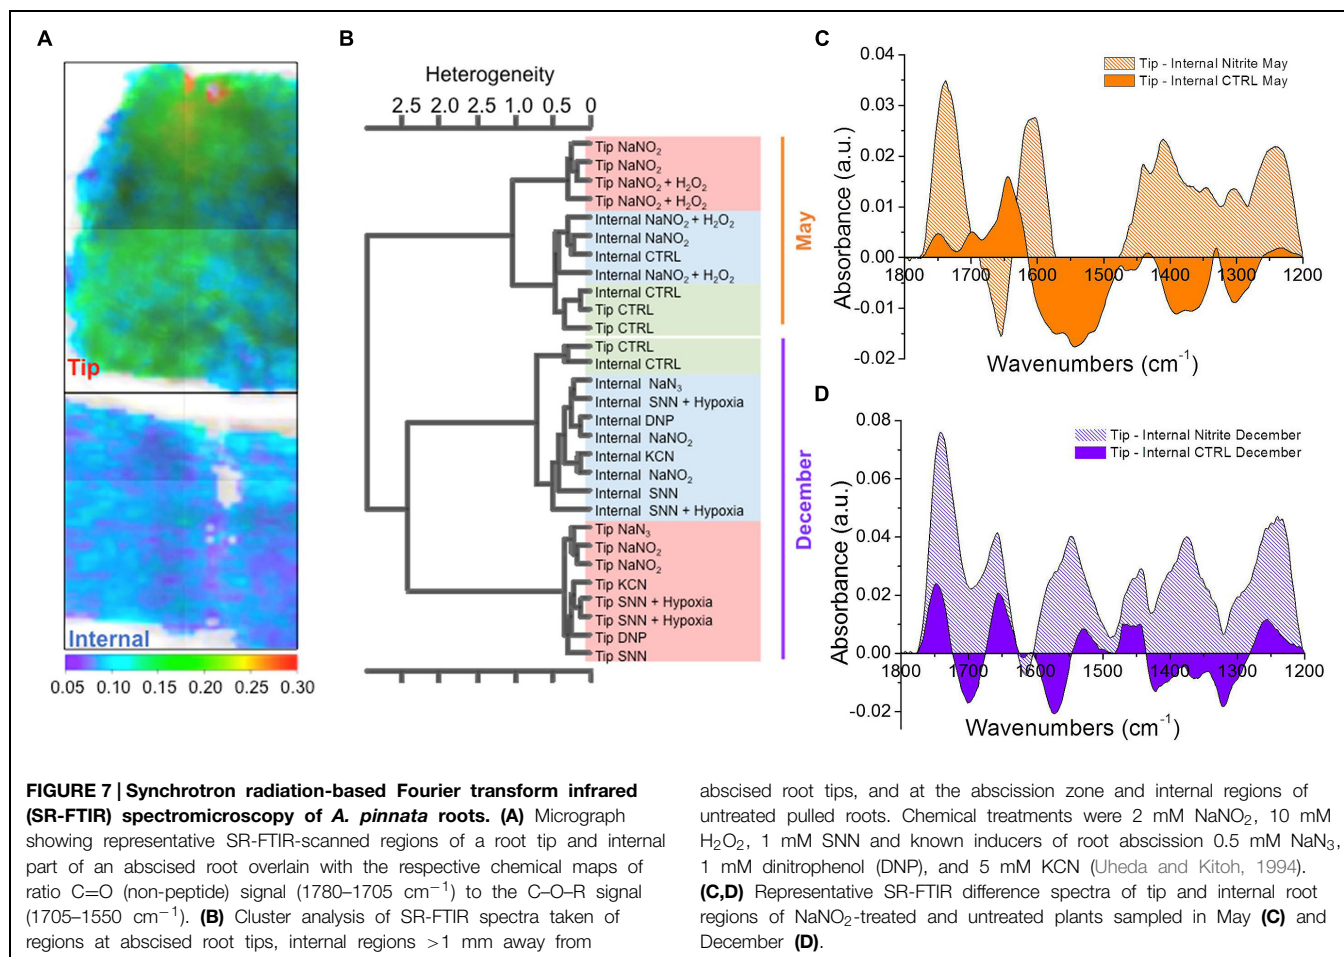 A
Tip
Internal
0.05 0.10 0.15 0.20 0.25 0.30
B
Heterogeneity
2.5 2.0 1.5 1.0 0.5 0
Tip NaNO₂
Tip NaNO₂
Tip NaNO₂ + H₂O₂
Tip NaNO₂ + H₂O₂
Internal NaNO₂ + H₂O₂
Internal NaNO₂
Internal CTRL
Internal NaNO₂ + H₂O₂
Internal CTRL
Tip CTRL
Tip CTRL
Tip CTRL
Internal CTRL
Internal NaN₃
Internal SNN + Hypoxia
Internal DNP
Internal NaNO₂
Internal KCN
Internal NaNO₂
Internal SNN
Internal SNN + Hypoxia
Tip NaN₃
Tip NaNO₂
Tip NaNO₂
Tip KCN
Tip SNN + Hypoxia
Tip SNN + Hypoxia
Tip DNP
Tip SNN
May
December
C
Tip - Internal Nitrite May
Tip - Internal CTRL May
Absorbance (a.u.)
0.04
0.03
0.02
0.01
0.00
-0.01
-0.02
1800 1700 1600 1500 1400 1300 1200
Wavenumbers (cm⁻¹)
D
Tip - Internal Nitrite December
Tip - Internal CTRL December
Absorbance (a.u.)
0.08
0.06
0.04
0.02
0.00
-0.02
1800 1700 1600 1500 1400 1300 1200
Wavenumbers (cm⁻¹)
FIGURE 7 | Synchrotron radiation-based Fourier transform infrared
(SR-FTIR) spectromicroscopy of A. pinnata roots. (A) Micrograph
showing representative SR-FTIR-scanned regions of a root tip and internal
part of an abscised root overlain with the respective chemical maps of
ratio C=O (non-peptide) signal (1780–1705 cm⁻¹) to the C–O–R signal
(1705–1550 cm⁻¹). (B) Cluster analysis of SR-FTIR spectra taken of
regions at abscised root tips, internal regions >1 mm away from
abscised root tips, and at the abscission zone and internal regions of
untreated pulled roots. Chemical treatments were 2 mM NaNO₂, 10 mM
H₂O₂, 1 mM SNN and known inducers of root abscission 0.5 mM NaN₃,
1 mM dinitrophenol (DNP), and 5 mM KCN (Uheda and Kitoh, 1994).
(C,D) Representative SR-FTIR difference spectra of tip and internal root
regions of NaNO₂-treated and untreated plants sampled in May (C) and
December (D).